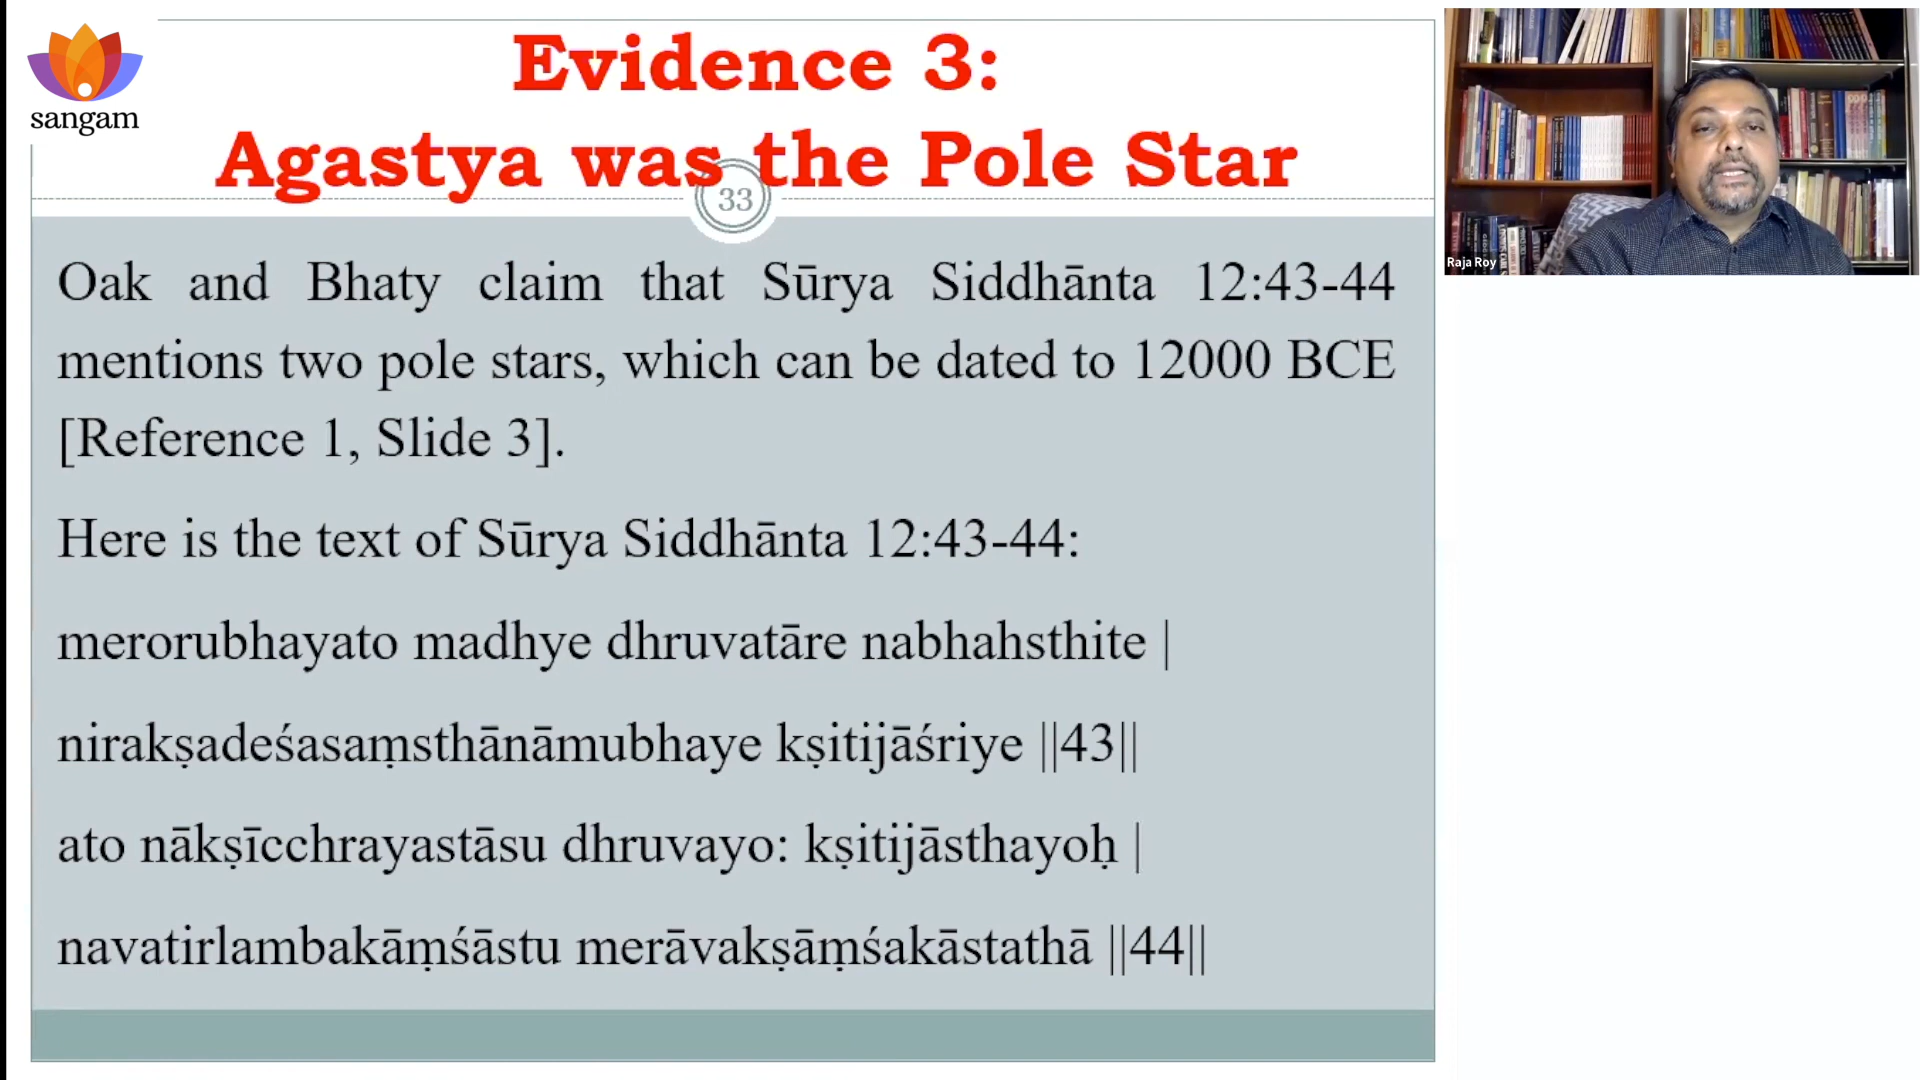 sangam
Evidence 3:
Agastya was the Pole Star
33
Oak and Bhaty claim that Sūrya Siddhānta 12:43-44
mentions two pole stars, which can be dated to 12000 BCE
[Reference 1, Slide 3].
Here is the text of Sūrya Siddhānta 12:43-44:
merorubhayato madhye dhruvatāre nabhahsthite |
nirakṣadeśasaṃsthānāmubhaye kṣitijāśriye ||43||
ato nākṣīcchrayastāsu dhruvayo: kṣitijāsthayoḥ |
navatirlambakāṃśāstu merāvakṣāṃśakāstathā ||44||
Raja Roy